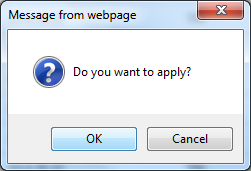 Message from webpage
Do you want to apply?
OK
Cancel